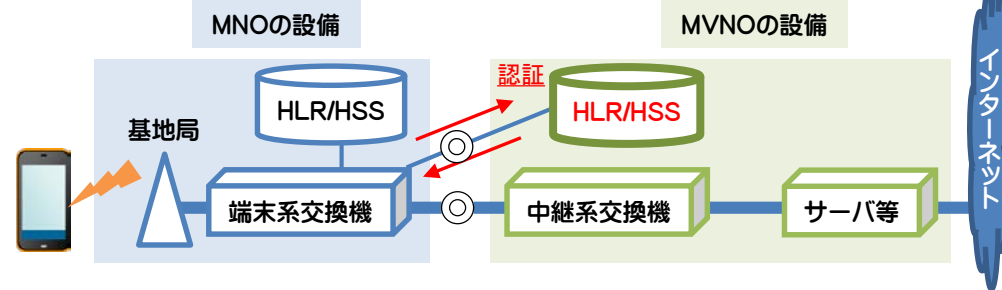 MNOの設備
MVNOの設備
認証
HLR/HSS
HLR/HSS
基地局
端末系交換機
中継系交換機
サーバ等
インターネット